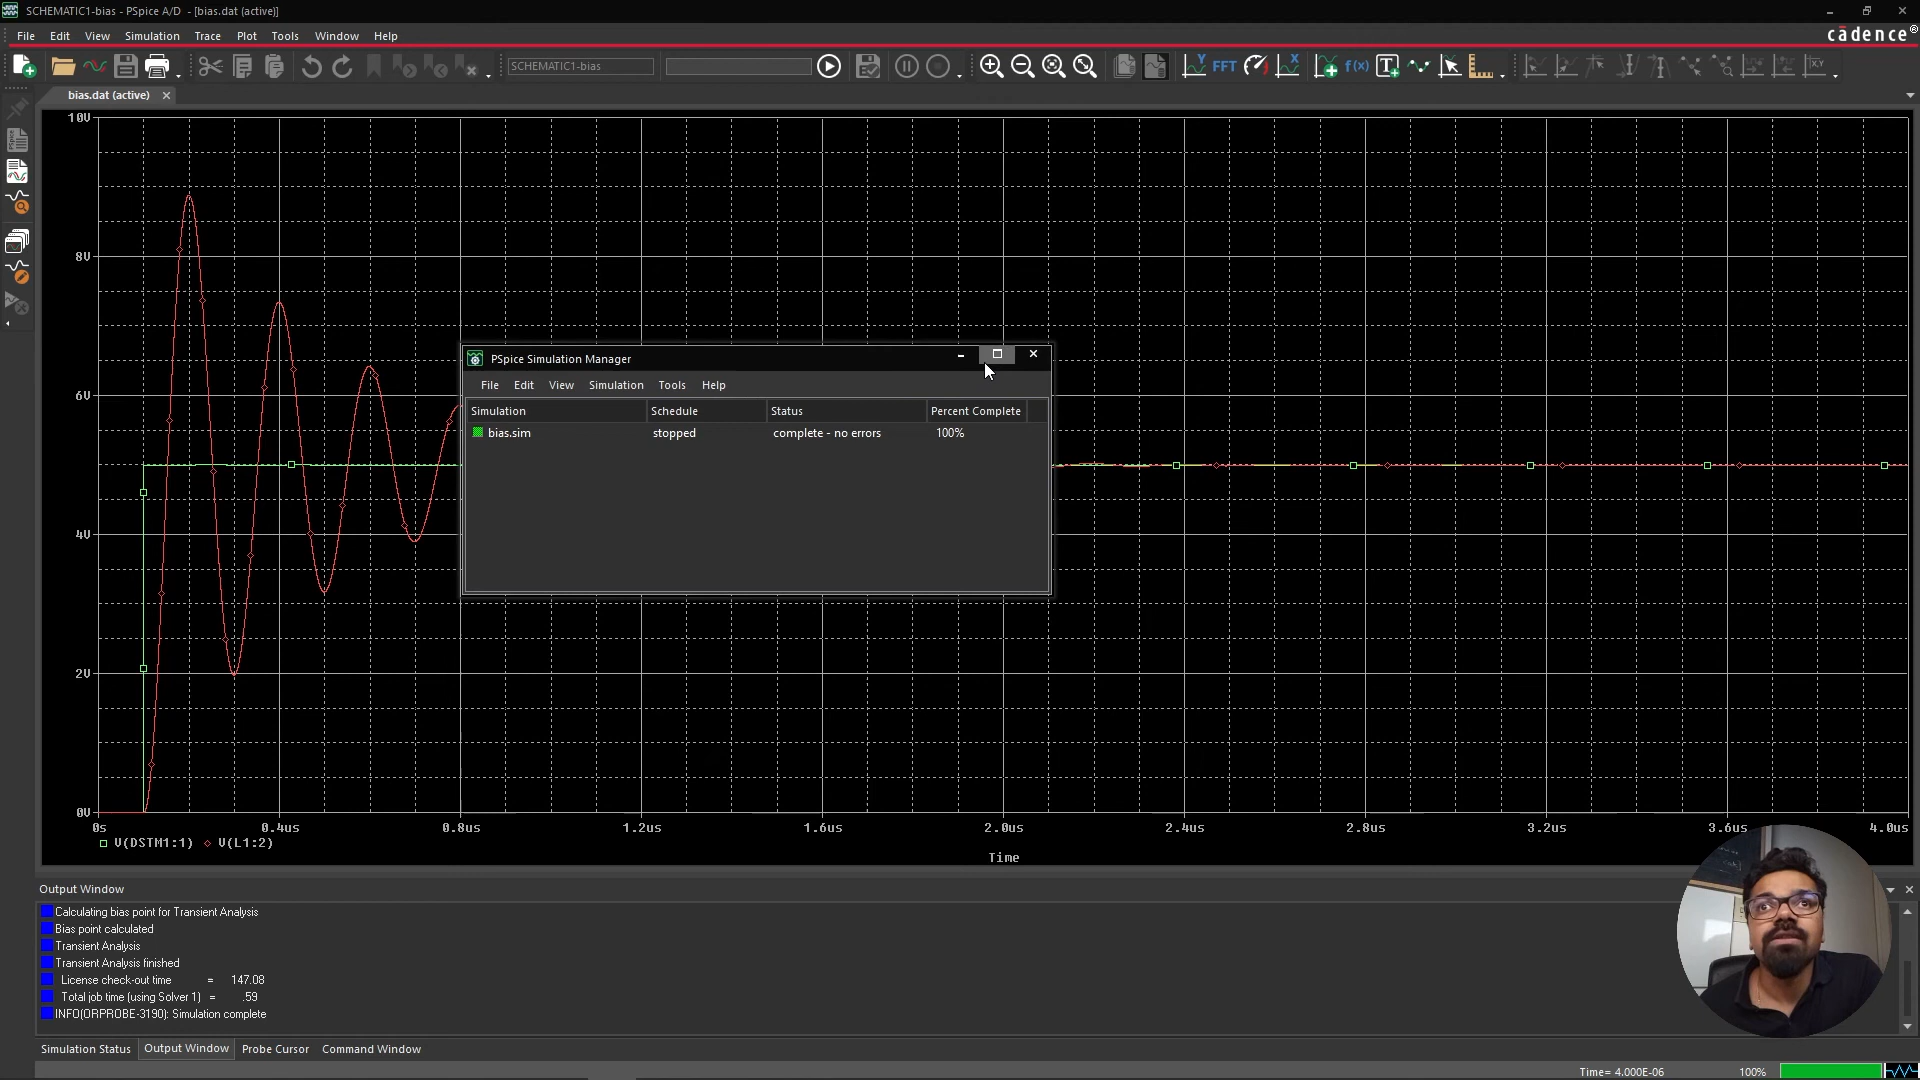 SCHEMATIC1-bias - PSpice A/D - [bias.dat (active)]
File Edit View Simulation Trace Plot Tools Window Help
cādence®
SCHEMATIC1-bias
FFT
bias.dat (active)
10V
8V
6V
4V
2V
0V
PSpice Simulation Manager
File Edit View Simulation Tools Help
Simulation Schedule Status Percent Complete
bias.sim stopped complete - no errors 100%
0s 0.4us 0.8us 1.2us 1.6us 2.0us 2.4us 2.8us 3.2us 3.6us 4.0us
V(DSTM1:1) V(L1:2)
Time
Output Window
Calculating bias point for Transient Analysis
Bias point calculated
Transient Analysis
Transient Analysis finished
License check-out time = 147.08
Total job time (using Solver 1) = .59
INFO(ORPROBE-3190): Simulation complete
Simulation Status Output Window Probe Cursor Command Window
Time= 4.000E-06 100%